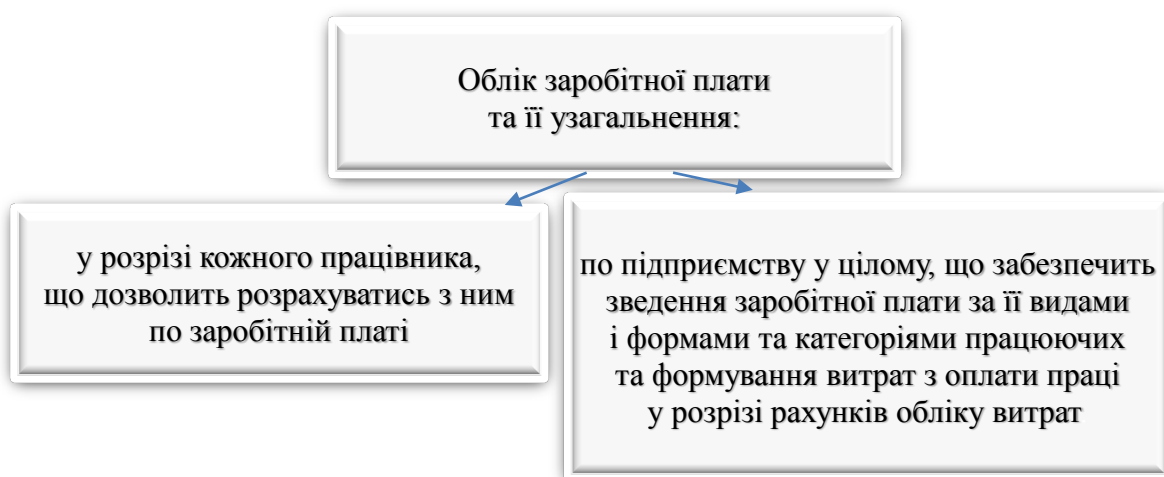 Облік заробітної плати
та її узагальнення:
у розрізі кожного працівника,
що дозволить розрахуватись з ним
по заробітній платі
по підприємству у цілому, що забезпечить
зведення заробітної плати за її видами
і формами та категоріями працюючих
та формування витрат з оплати праці
у розрізі рахунків обліку витрат